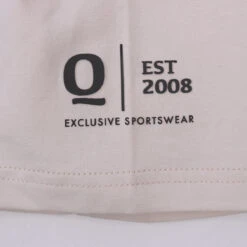 Q | EST
2008
EXCLUSIVE SPORTSWEAR